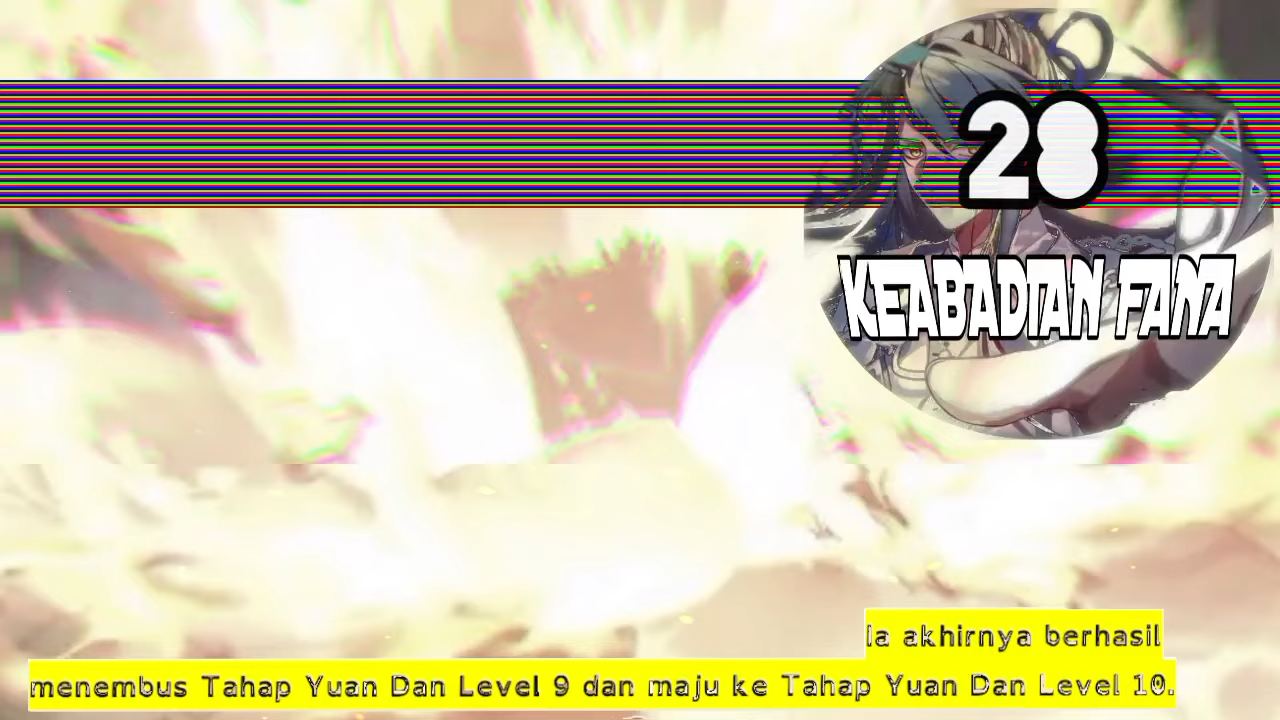 28
KEABADIAN FANA
Ia akhirnya berhasil
menembus Tahap Yuan Dan Level 9 dan maju ke Tahap Yuan Dan Level 10.